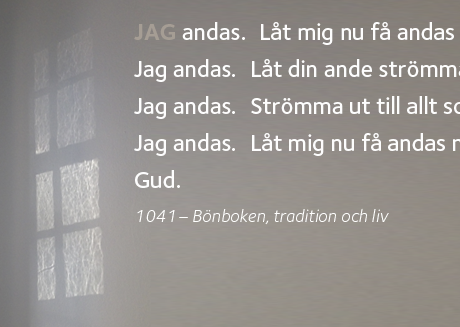 JAG andas. Låt mig nu få andas
Jag andas. Låt din ande strömma
Jag andas. Strömma ut till allt
Jag andas. Låt mig nu få andas
Gud.
1041 – Bönboken, tradition och liv